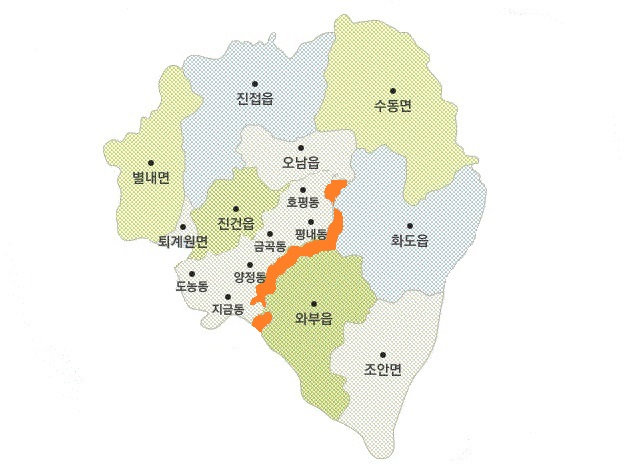 진접읍
수동면
오남읍
별내면
호평동
진건읍
평내동
화도읍
퇴계원면
금곡동
양정동
도농동
지금동
와부읍
조안면